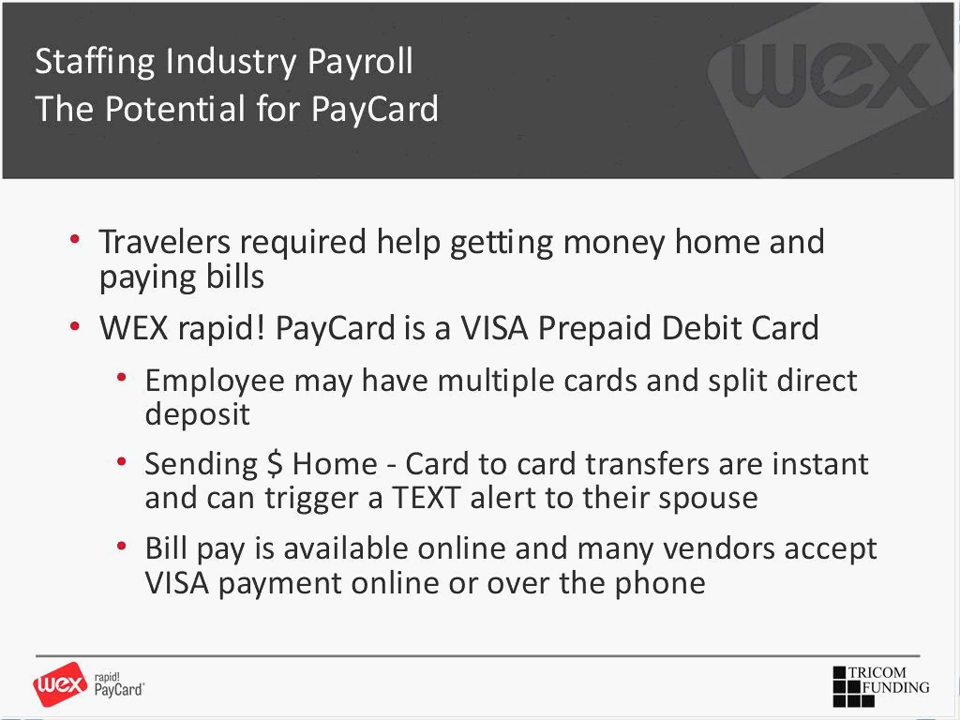 wex
Staffing Industry Payroll
The Potential for PayCard
• Travelers required help getting money home and
paying bills
• WEX rapid! PayCard is a VISA Prepaid Debit Card
• Employee may have multiple cards and split direct
deposit
• Sending $ Home - Card to card transfers are instant
and can trigger a TEXT alert to their spouse
• Bill pay is available online and many vendors accept
VISA payment online or over the phone
wex
rapid!
PayCard®
TRICOM
FUNDING